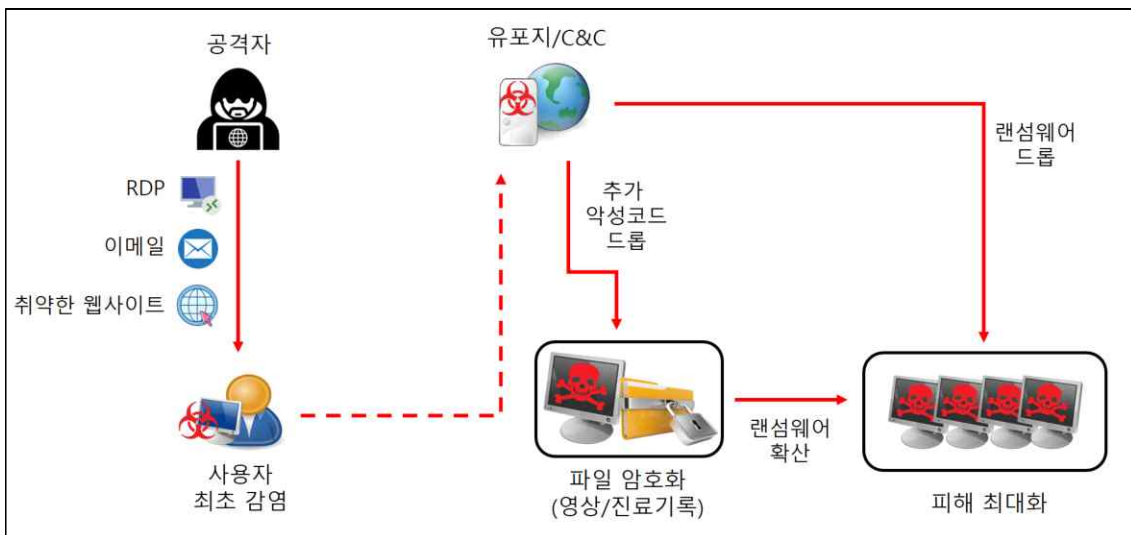 공격자
유포지/C&C
RDP
이메일
취약한 웹사이트
추가
악성코드
드롭
랜섬웨어
드롭
사용자
최초 감염
파일 암호화
(영상/진료기록)
랜섬웨어
확산
피해 최대화